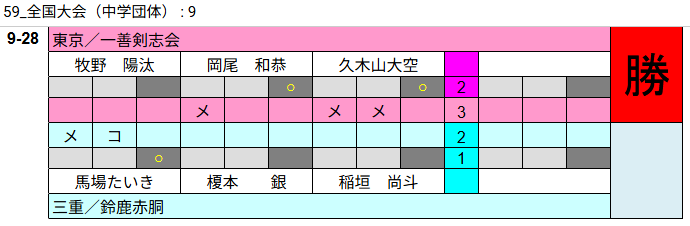 59_全国大会（中学団体）: 9
9-28 東京／一善剣志会 勝
牧野　陽汰 岡尾　和恭 久木山大空
○ ○ 2
メ メ メ 3
メ コ 2
○ 1
馬場たいき 榎本　　銀 稲垣　尚斗
三重／鈴鹿赤胴